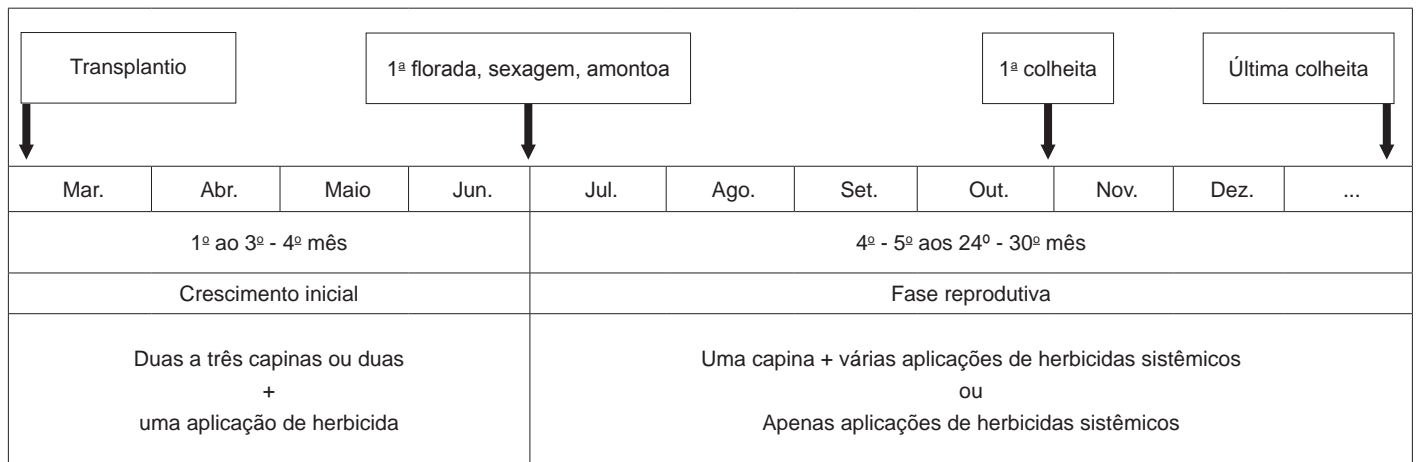 Transplantio
1ª florada, sexagem, amontoa
1ª colheita
Última colheita
Mar. Abr. Maio Jun. Jul. Ago. Set. Out. Nov. Dez. ...
1º ao 3º - 4º mês
4º - 5º aos 24º - 30º mês
Crescimento inicial
Fase reprodutiva
Duas a três capinas ou duas
+
uma aplicação de herbicida
Uma capina + várias aplicações de herbicidas sistêmicos
ou
Apenas aplicações de herbicidas sistêmicos